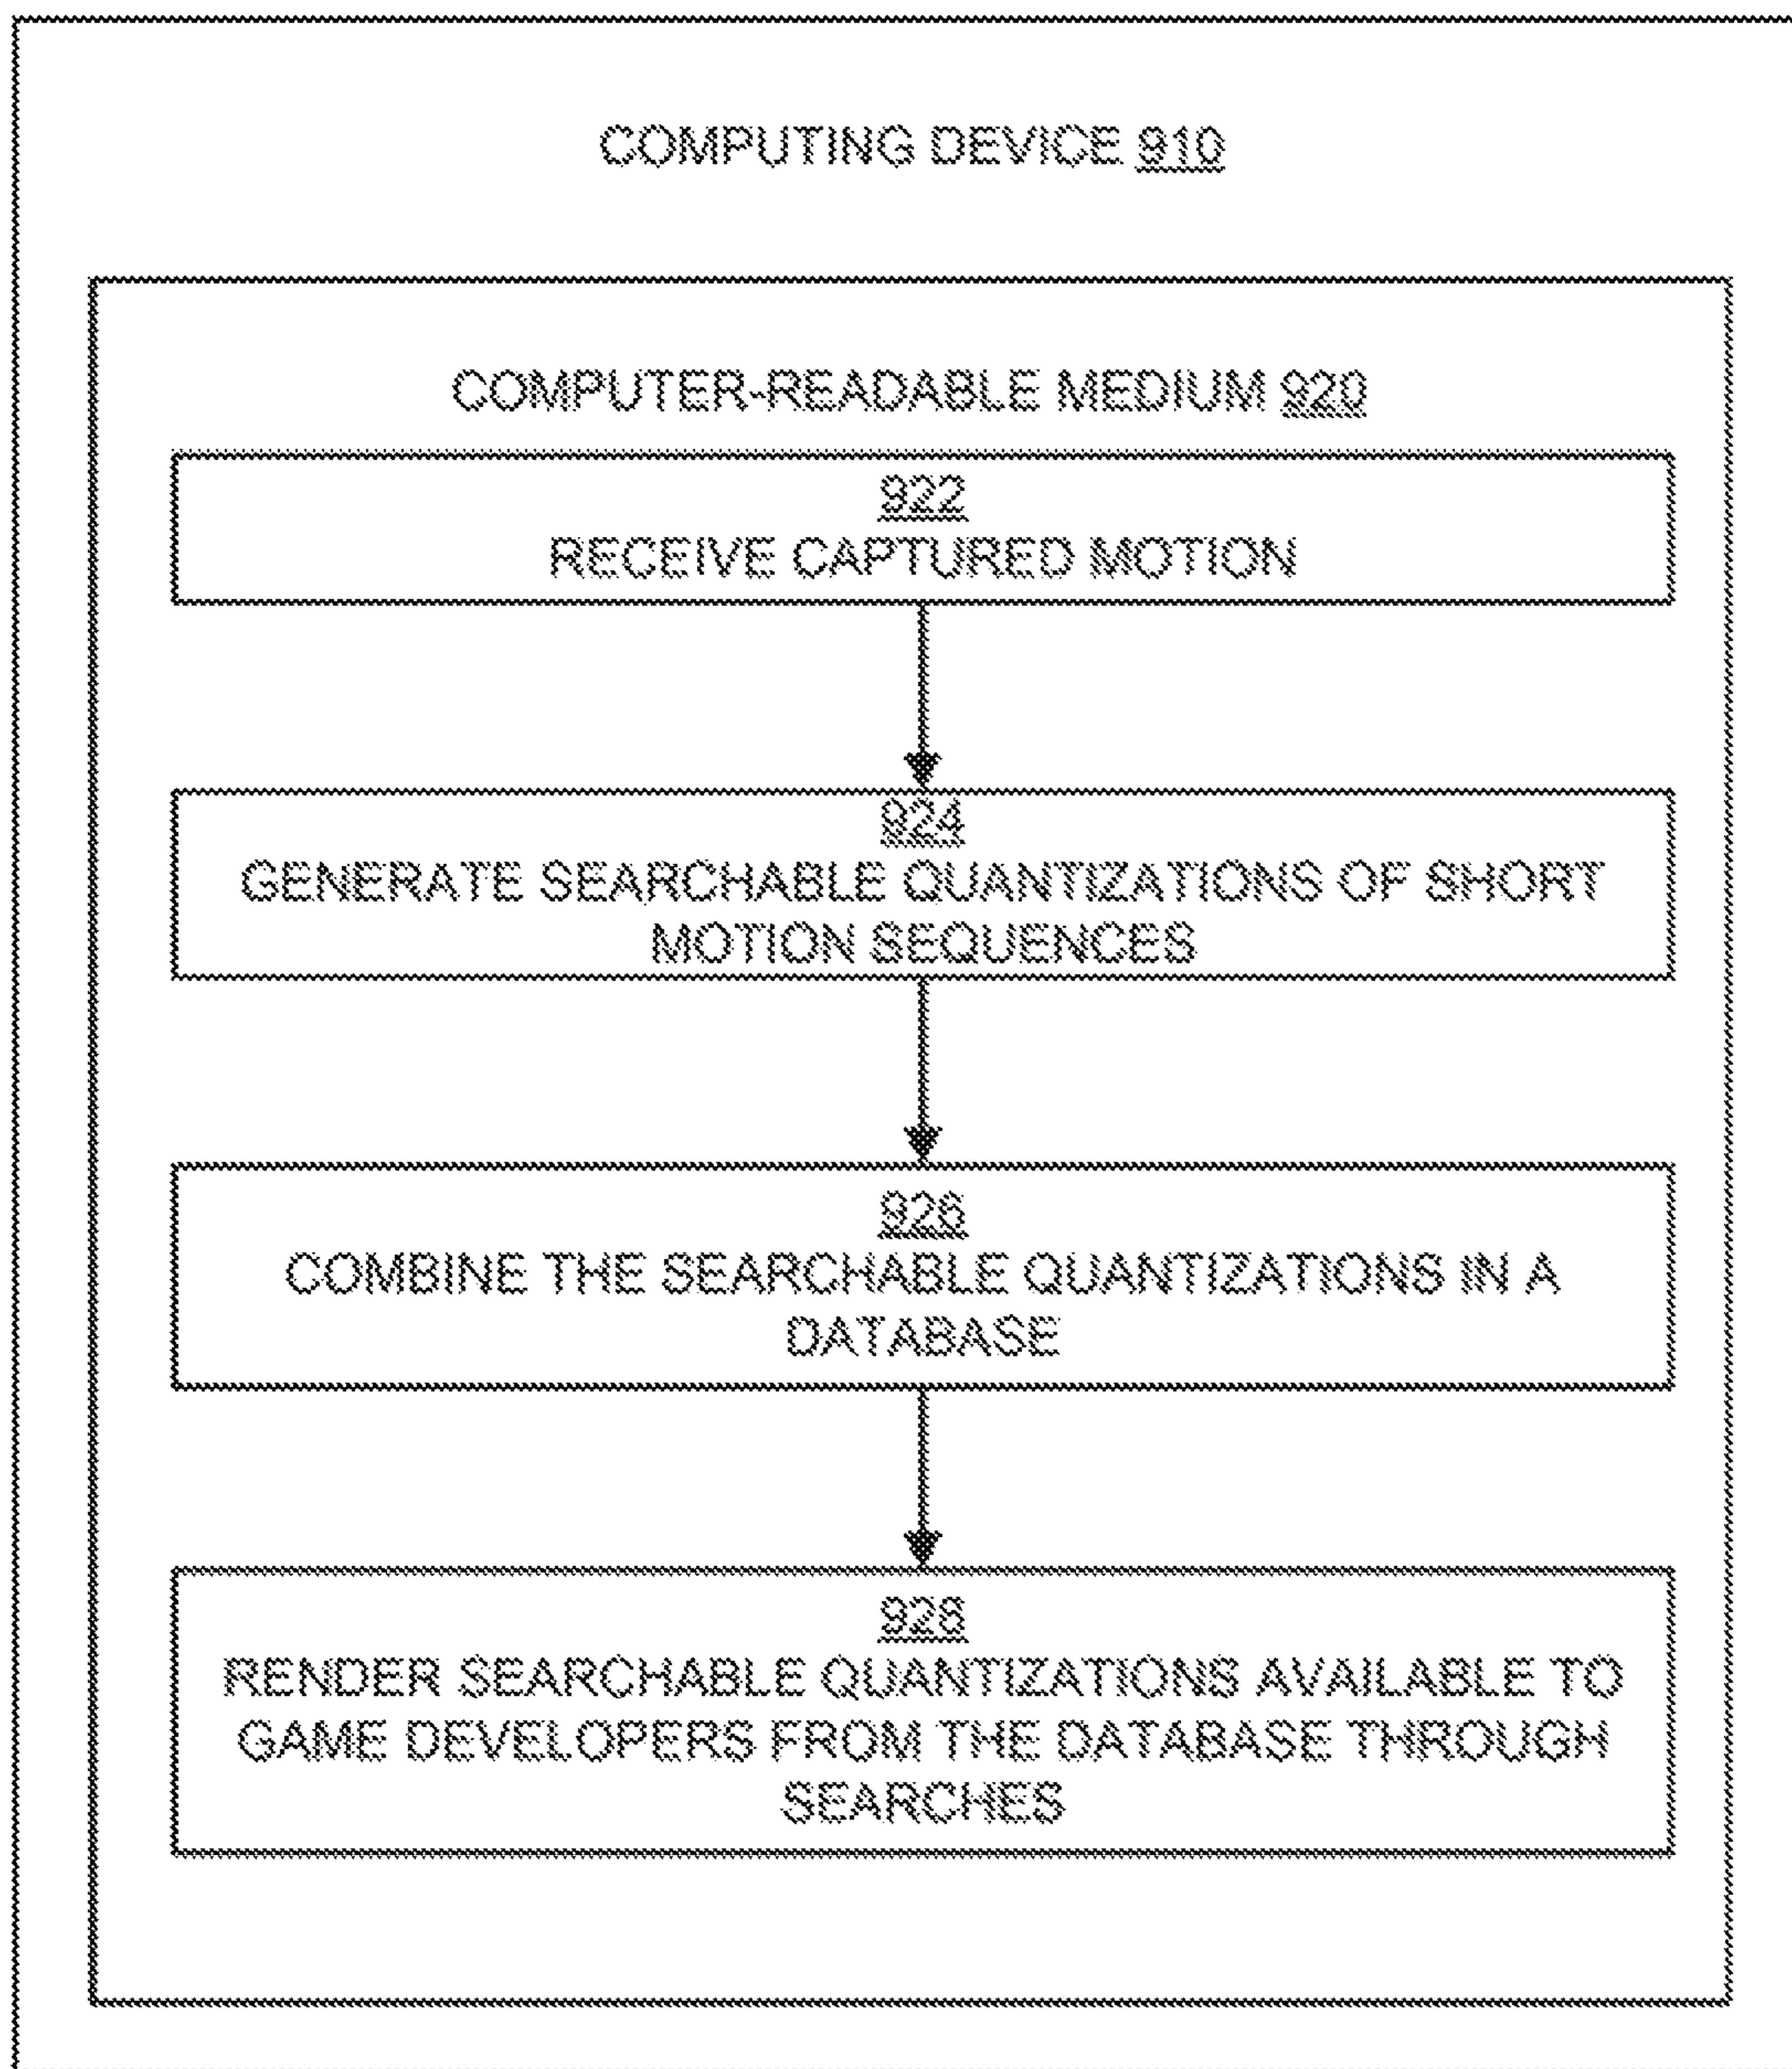 COMPUTING DEVICE 910
COMPUTER-READABLE MEDIUM 920
922
RECEIVE CAPTURED MOTION
924
GENERATE SEARCHABLE QUANTIZATIONS OF SHORT
MOTION SEQUENCES
926
COMBINE THE SEARCHABLE QUANTIZATIONS IN A
DATABASE
928
RENDER SEARCHABLE QUANTIZATIONS AVAILABLE TO
GAME DEVELOPERS FROM THE DATABASE THROUGH
SEARCHES